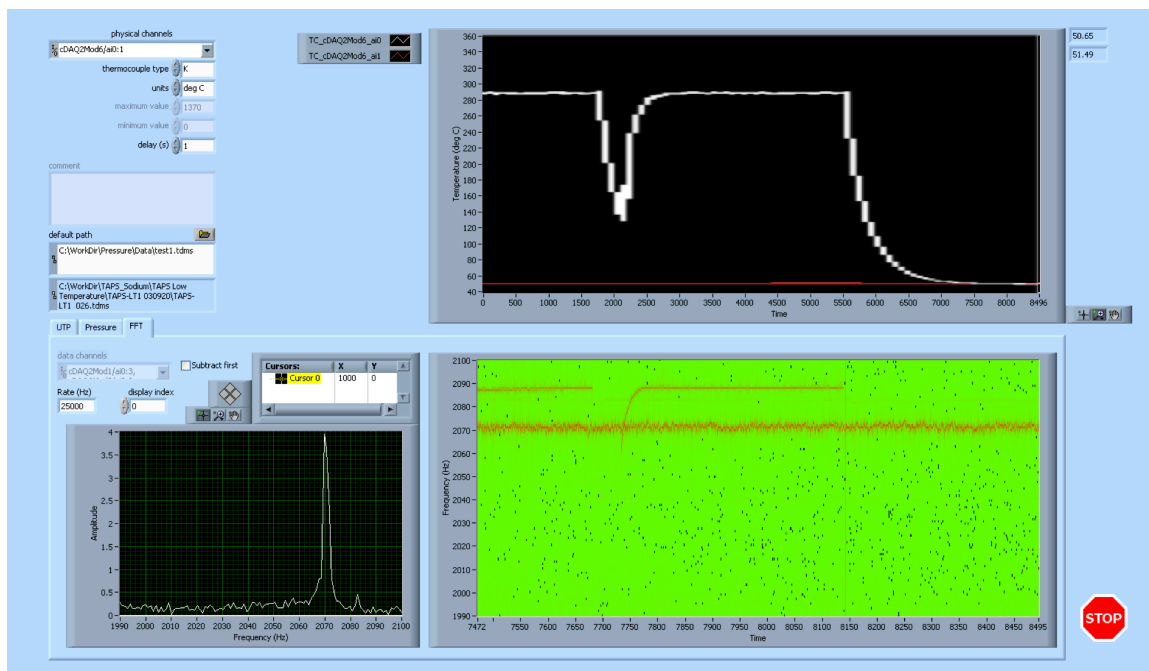 physical channels
cDAQ2Mod6/ai0:1
thermocouple type K
units deg C
maximum value 1370
minimum value 0
delay (s) 1
comment
default path
C:\WorkDir\Pressure\Data\test1.tdms
C:\WorkDir\TAPS_Sodium\TAPS Low
Temperature\TAPS-LT1 030920\TAPS-
LT1 026.tdms
TC_cDAQ2Mod6_ai0
TC_cDAQ2Mod6_ai1
Temperature (deg C)
360
340
320
300
280
260
240
220
200
180
160
140
120
100
80
60
40
0 500 1000 1500 2000 2500 3000 3500 4000 4500 5000 5500 6000 6500 7000 7500 8000 8496
Time
50.65
51.49
UTP Pressure FFT
data channels
cDAQ2Mod1/ai0:3,
Subtract first
Rate (Hz) display index
25000 0
Cursors: X Y
Cursor 0 1000 0
Amplitude
4
3.5
3
2.5
2
1.5
1
0.5
0
1990 2000 2010 2020 2030 2040 2050 2060 2070 2080 2090 2100
Frequency (Hz)
Frequency (Hz)
2100
2090
2080
2070
2060
2050
2040
2030
2020
2010
2000
1990
7472 7550 7600 7650 7700 7750 7800 7850 7900 7950 8000 8050 8100 8150 8200 8250 8300 8350 8400 8450 8495
Time
STOP